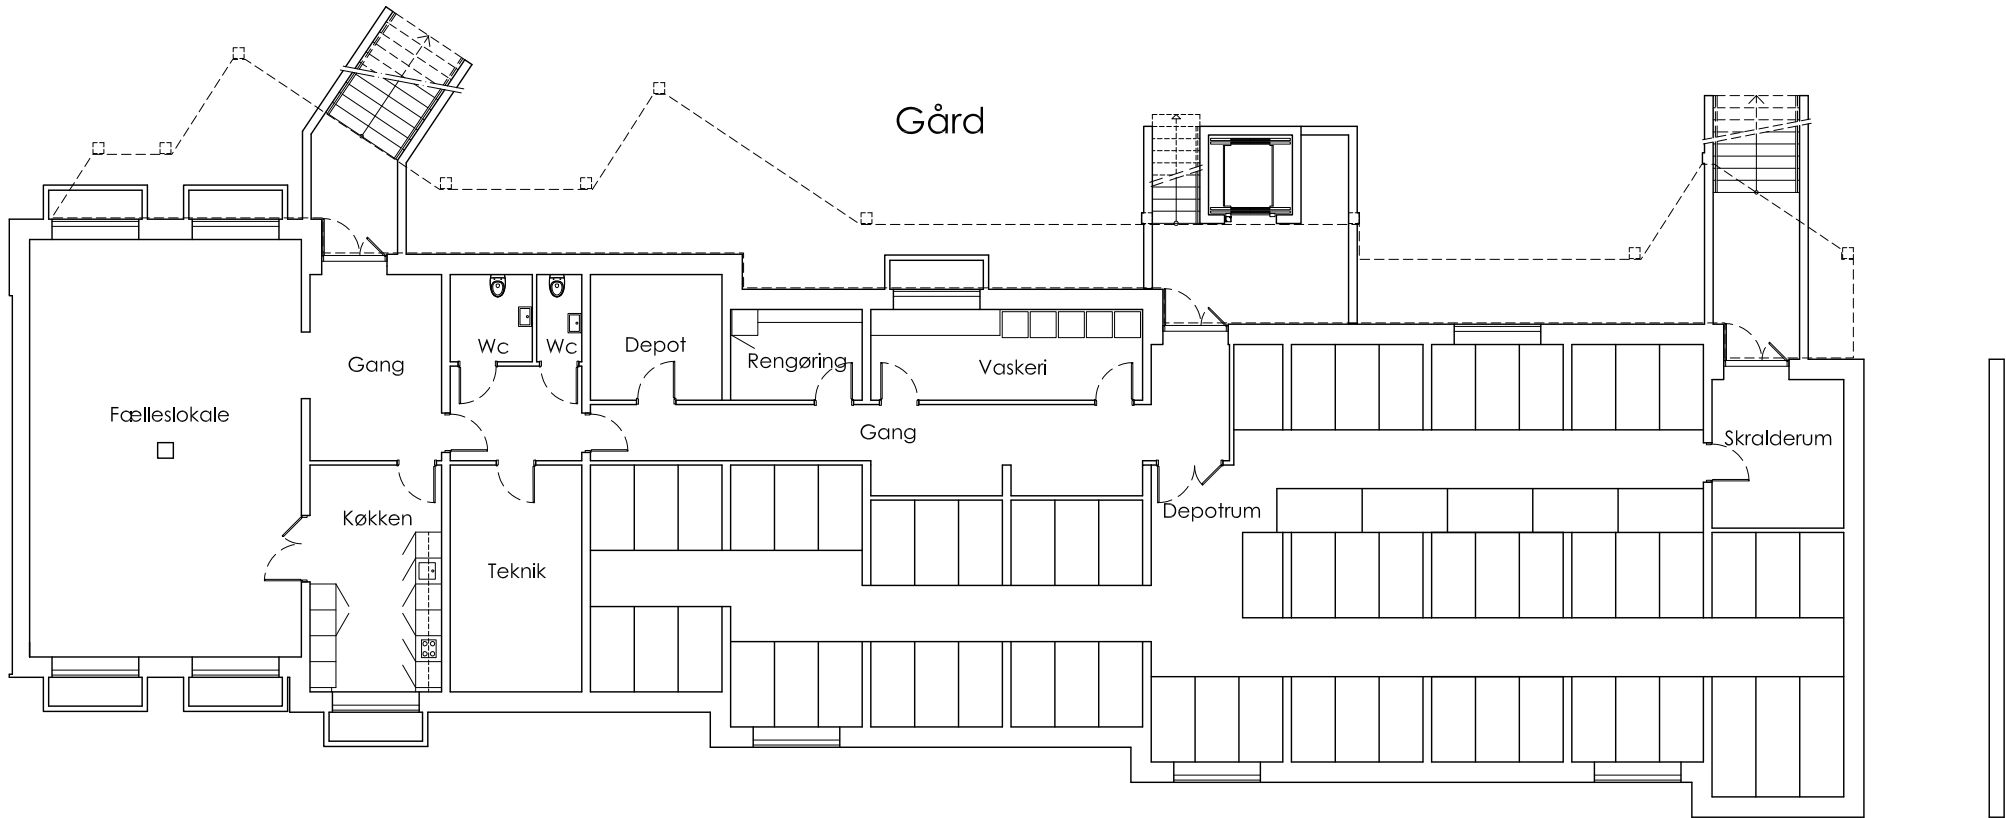 Gård
Wc
Wc
Depot
Rengøring
Vaskeri
Gang
Fælleslokale
Gang
Skralderum
Køkken
Depotrum
Teknik